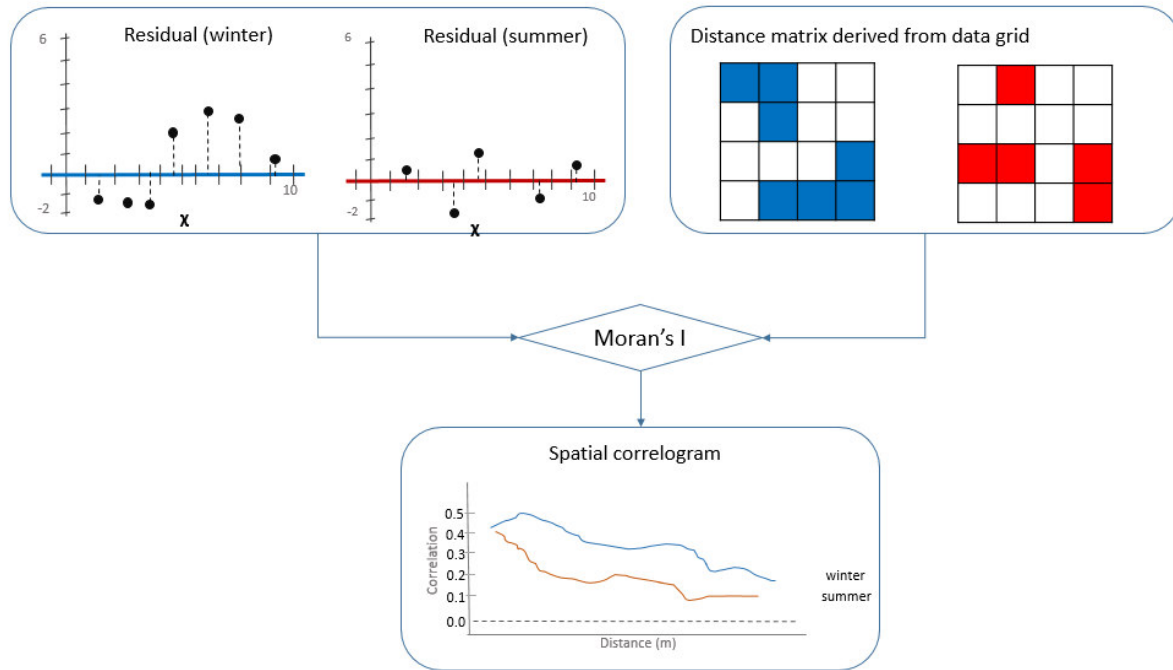 Residual (winter)
6
-2
10
χ
Residual (summer)
6
-2
10
χ
Distance matrix derived from data grid
Moran's I
Spatial correlogram
Correlation
0.5
0.4
0.3
0.2
0.1
0.0
winter
summer
Distance (m)